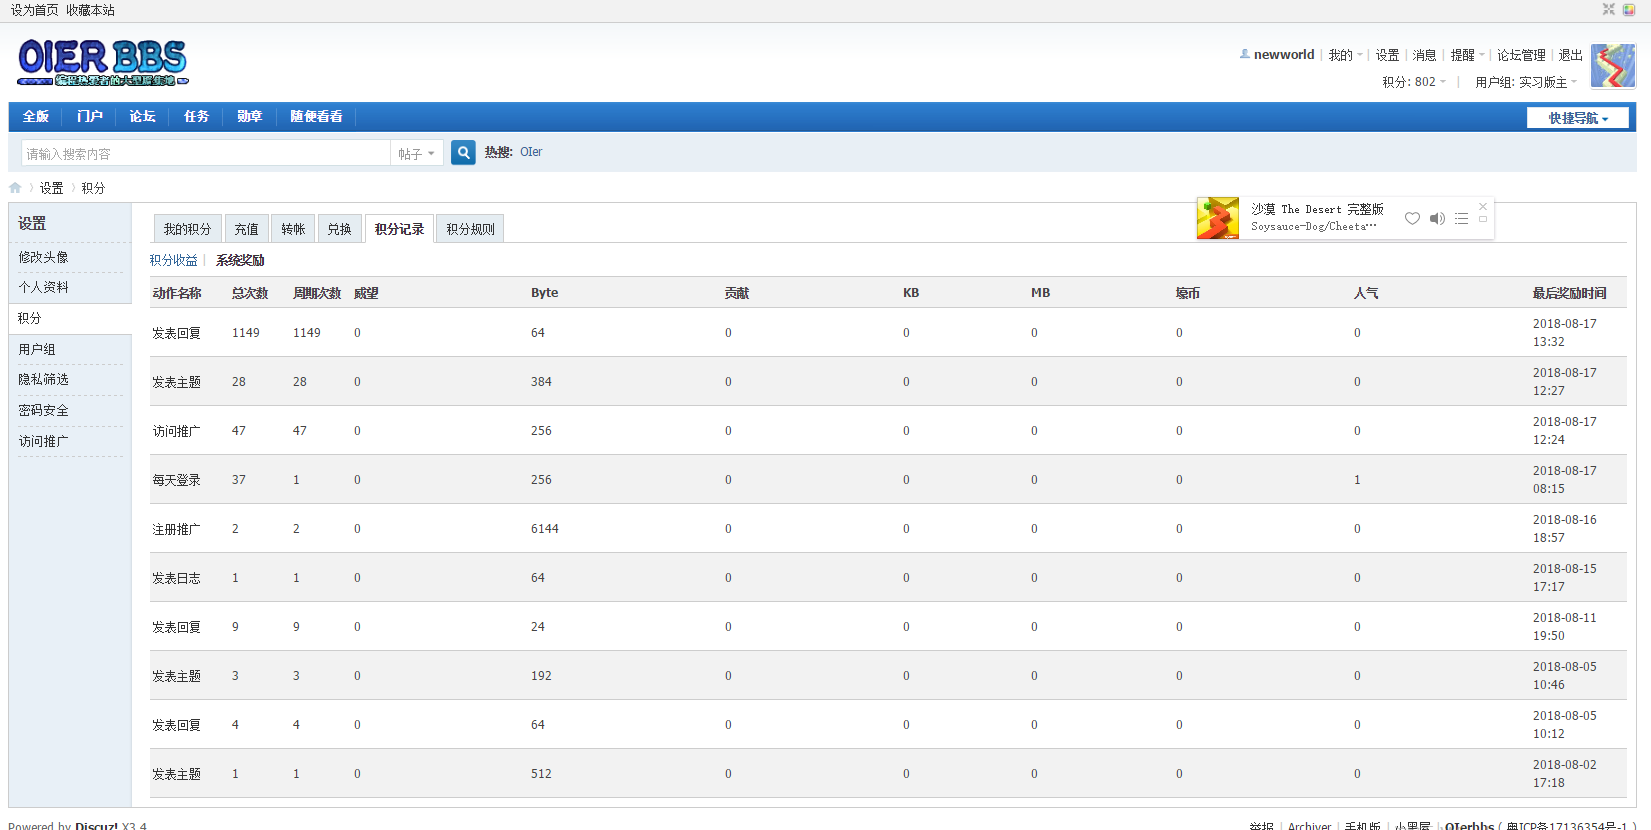 设为首页 收藏本站
OIER BBS
编程热爱者的大型聚集地
newworld 我的 设置 消息 提醒 论坛管理 退出
积分: 802 用户组: 实习版主
全版 门户 论坛 任务 勋章 随便看看 快捷导航
请输入搜索内容 帖子 热搜: OIer
设置 积分
沙漠 The Desert 完整版
Soysauce-Dog/Cheeta···
设置
修改头像
个人资料
积分
用户组
隐私筛选
密码安全
访问推广
我的积分 充值 转帐 兑换 积分记录 积分规则
积分收益 系统奖励
动作名称 总次数 周期次数 威望 Byte 贡献 KB MB 壕币 人气 最后奖励时间
发表回复 1149 1149 0 64 0 0 0 0 0 2018-08-17 13:32
发表主题 28 28 0 384 0 0 0 0 0 2018-08-17 12:27
访问推广 47 47 0 256 0 0 0 0 0 2018-08-17 12:24
每天登录 37 1 0 256 0 0 0 0 1 2018-08-17 08:15
注册推广 2 2 0 6144 0 0 0 0 0 2018-08-16 18:57
发表日志 1 1 0 64 0 0 0 0 0 2018-08-15 17:17
发表回复 9 9 0 24 0 0 0 0 0 2018-08-11 19:50
发表主题 3 3 0 192 0 0 0 0 0 2018-08-05 10:46
发表回复 4 4 0 64 0 0 0 0 0 2018-08-05 10:12
发表主题 1 1 0 512 0 0 0 0 0 2018-08-02 17:18
Powered by Discuz! X3.4
举报 Archiver 手机版 小黑屋 OIerbbs ( 粤ICP备17136354号-1 )